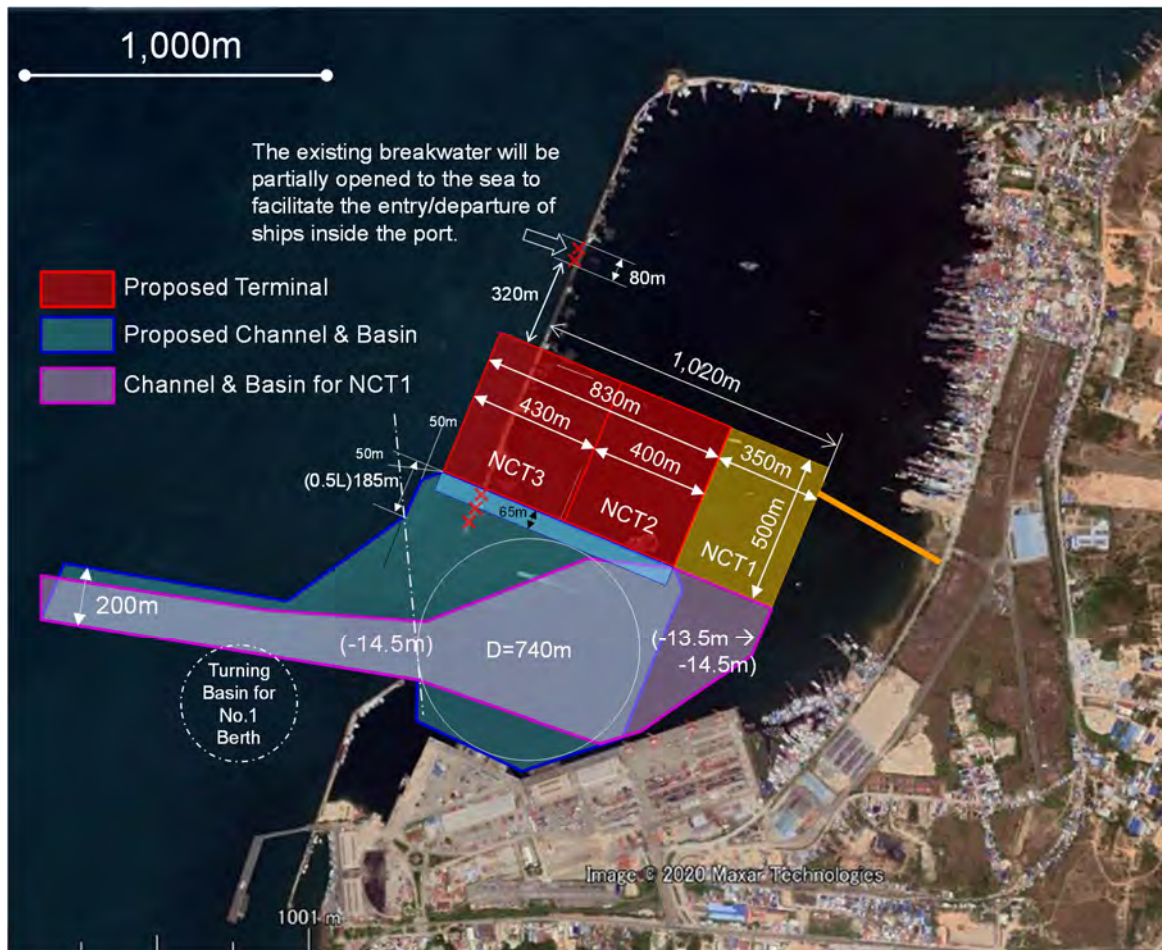 1,000m
The existing breakwater will be
partially opened to the sea to
facilitate the entry/departure of
ships inside the port.
80m
320m
Proposed Terminal
Proposed Channel & Basin
Channel & Basin for NCT1
1,020m
830m
430m
400m
350m
50m
50m
(0.5L)185m
NCT3
NCT2
NCT1
500m
65m
200m
(-14.5m)
D=740m
(-13.5m →
-14.5m)
Turning
Basin for
No.1
Berth
Image © 2020 Maxar Technologies
1001 m